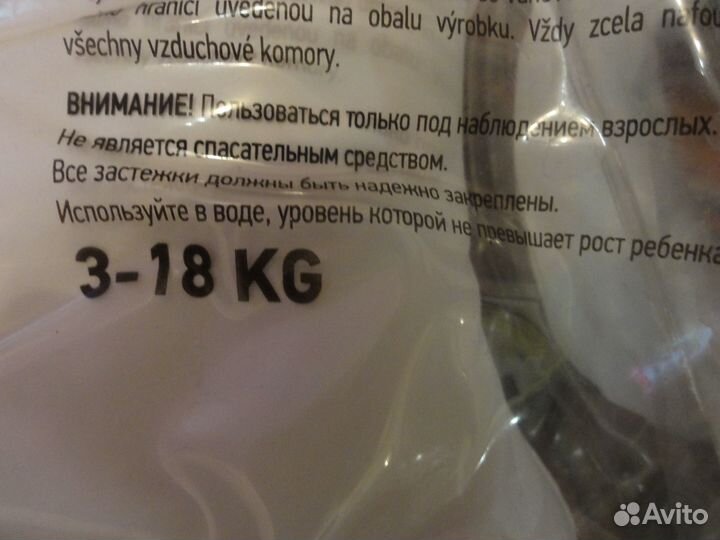 hranici uvedenou na obalu výrobku. Vždy zcela
všechny vzduchové komory.
ВНИМАНИЕ! Пользоваться только под наблюдением взрослых.
Не является спасательным средством.
Все застежки должны быть надежно закреплены.
Используйте в воде, уровень которой не превышает рост ребенка
3-18 KG
Avito